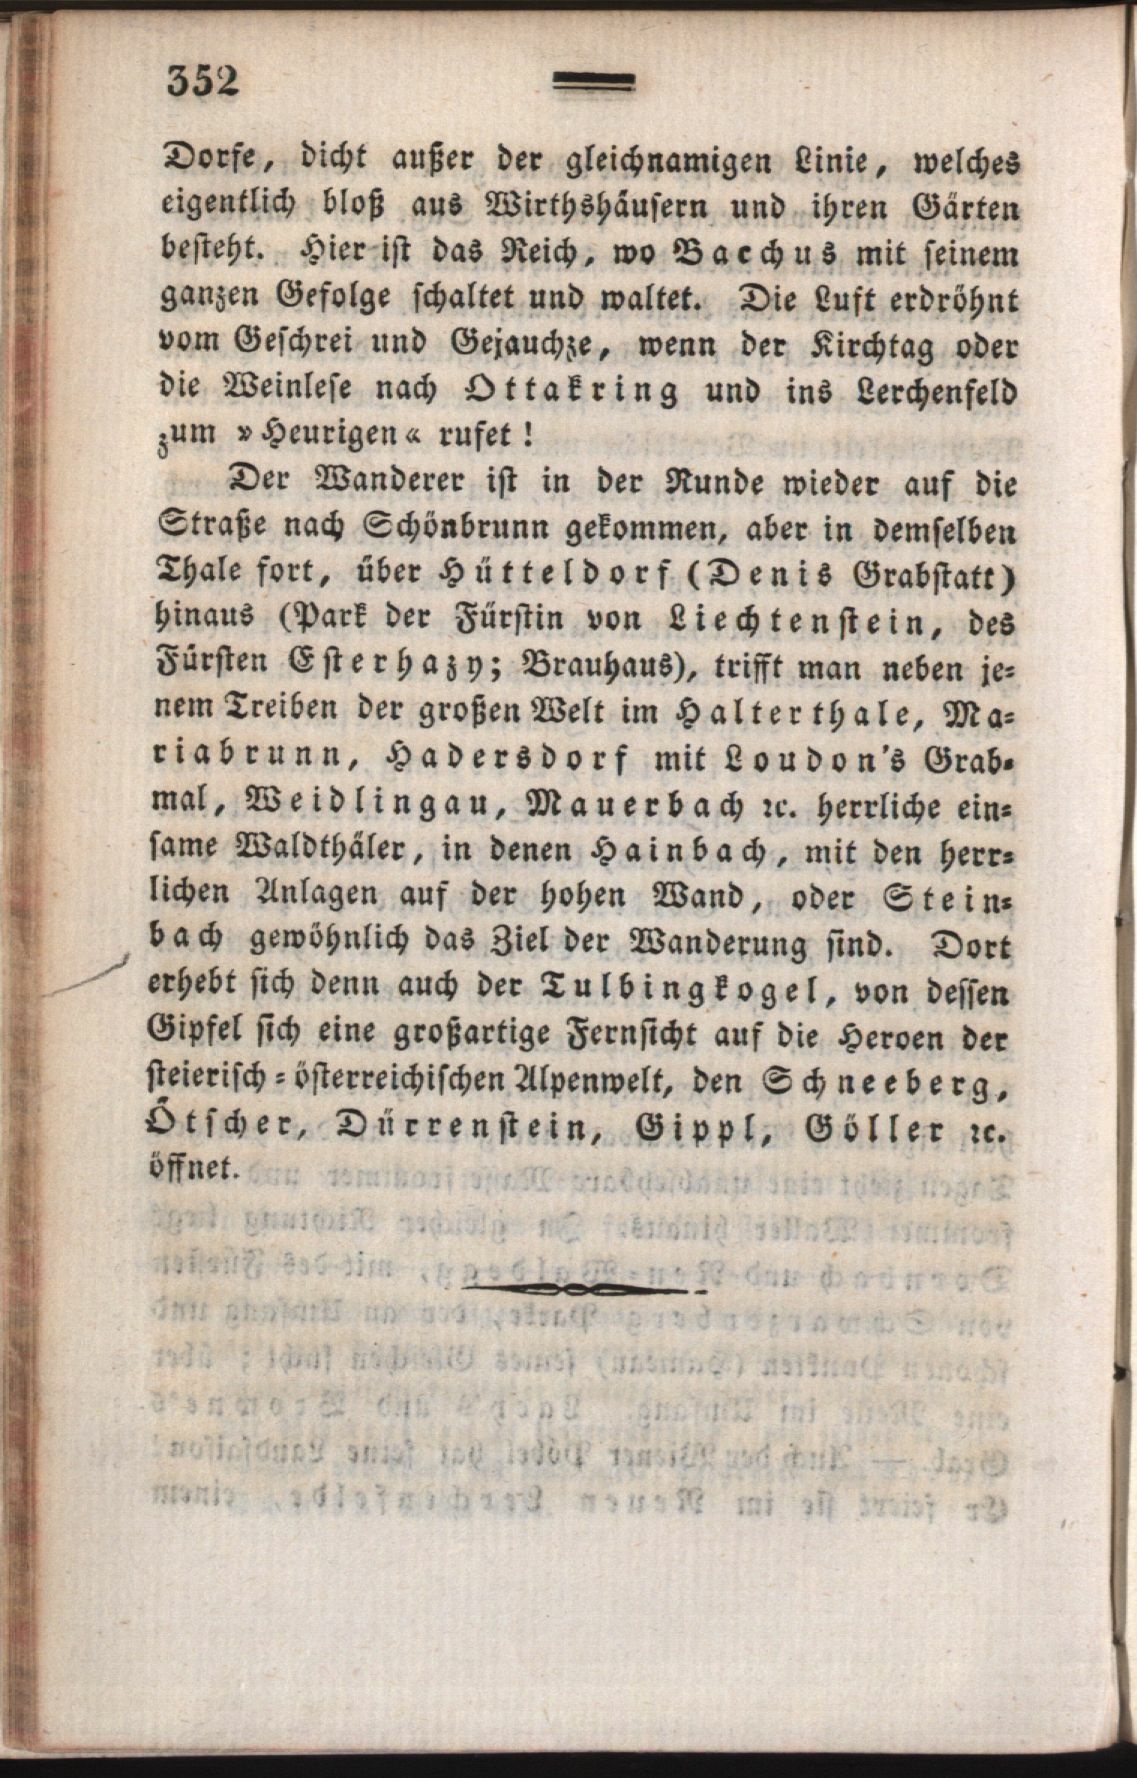 352
Dorfe, dicht außer der gleichnamigen Linie, welches
eigentlich bloß aus Wirthshäusern und ihren Gärten
besteht. Hier ist das Reich, wo Bacchus mit seinem
ganzen Gefolge schaltet und waltet. Die Luft erdröhnt
vom Geschrei und Gejauchze, wenn der Kirchtag oder
die Weinlese nach Ottakring und ins Lerchenfeld
zum »Heurigen« rufet!
Der Wanderer ist in der Runde wieder auf die
Straße nach Schönbrunn gekommen, aber in demselben
Thale fort, über Hütteldorf (Denis Grabstatt)
hinaus (Park der Fürstin von Liechtenstein, des
Fürsten Esterhazy; Brauhaus), trifft man neben je-
nem Treiben der großen Welt im Halterthale, Ma-
riabrunn, Hadersdorf mit Loudon's Grab-
mal, Weidlingau, Mauerbach ꝛc. herrliche ein-
same Waldthäler, in denen Hainbach, mit den herr-
lichen Anlagen auf der hohen Wand, oder Stein-
bach gewöhnlich das Ziel der Wanderung sind. Dort
erhebt sich denn auch der Tulbingkogel, von dessen
Gipfel sich eine großartige Fernsicht auf die Heroen der
steierisch-österreichischen Alpenwelt, den Schneeberg,
Ötscher, Dürrenstein, Gippl, Göller ꝛc.
öffnet.